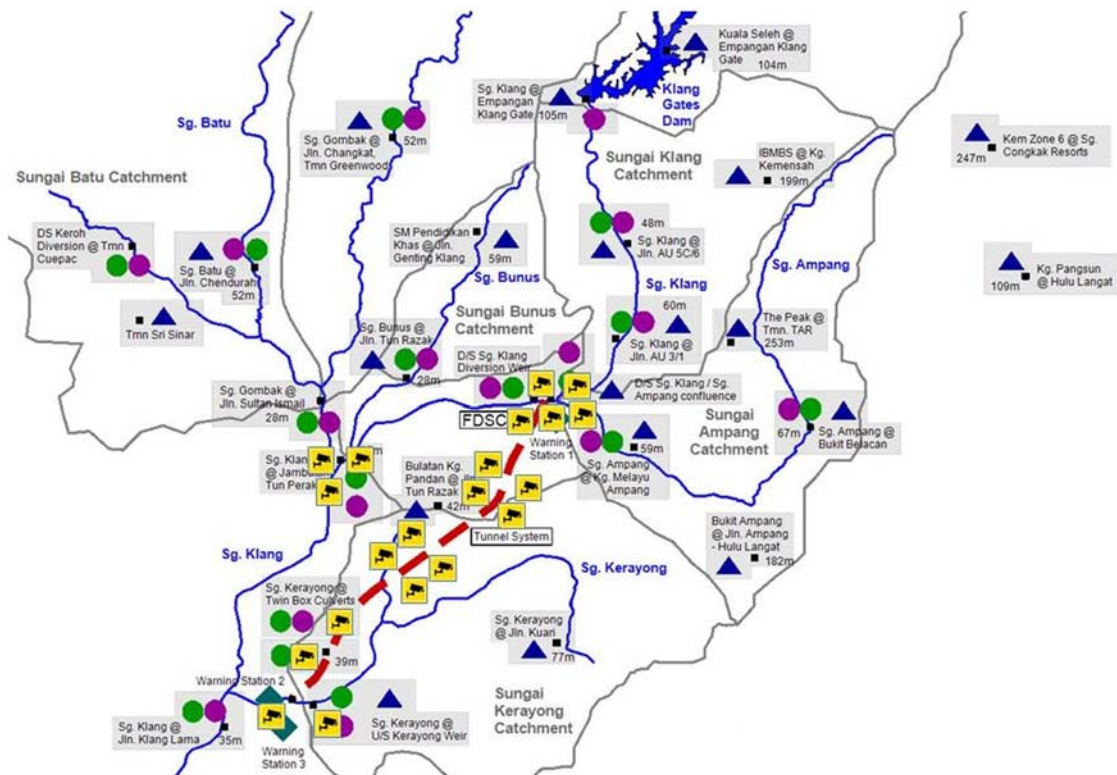 Kuala Seleh @
Empangan Klang
Gate
104m
Sg. Klang @
Empangan
Klang Gate
105m
Klang
Gates
Dam
Sg. Batu
Sg. Gombak @
Jln. Changkat,
Tmn Greenwoods
52m
Sungai Klang
Catchment
IBMBS @ Kg.
Kemensah
199m
Kem Zone 6 @ Sg.
Congkak Resorts
247m
Sungai Batu Catchment
DS Keroh
Diversion @ Tmn
Cuepac
Sg. Batu @
Jln. Chendurah
52m
SM Pendidikan
Khas @ Jln.
Genting Klang
59m
Sg. Bunus
48m
Sg. Klang @
Jln. AU 5C/6
Sg. Ampang
Kg. Pangsun
@ Hulu Langat
109m
Tmn Sri Sinar
Sungai Bunus
Catchment
Sg. Klang
60m
Sg. Klang @
Jln. AU 3/1
The Peak @
Tmn. TAR
253m
Sg. Bunus @
Jln. Tun Razak
28m
D/S Sg. Klang
Diversion Weir
Sg. Gombak @
Jln. Sultan Ismail
28m
D/S Sg. Klang / Sg.
Ampang confluence
FDSC
Warning
Station 1
Sungai
Ampang
Catchment
67m
Sg. Ampang @
Bukit Belacan
59m
Sg. Ampang
@ Kg. Melayu
Ampang
Sg. Klang
@ Jambatan
Tun Perak
Bulatan Kg.
Pandan @ Jln
Tun Razak
42m
Tunnel System
Bukit Ampang
@ Jln. Ampang
- Hulu Langat
182m
Sg. Klang
Sg. Kerayong
Sg. Kerayong @
Twin Box Culverts
39m
Sg. Kerayong
@ Jln. Kuari
77m
Warning Station 2
Sg. Klang @
Jln. Klang Lama
35m
Warning
Station 3
Sg. Kerayong @
U/S Kerayong Weir
Sungai
Kerayong
Catchment